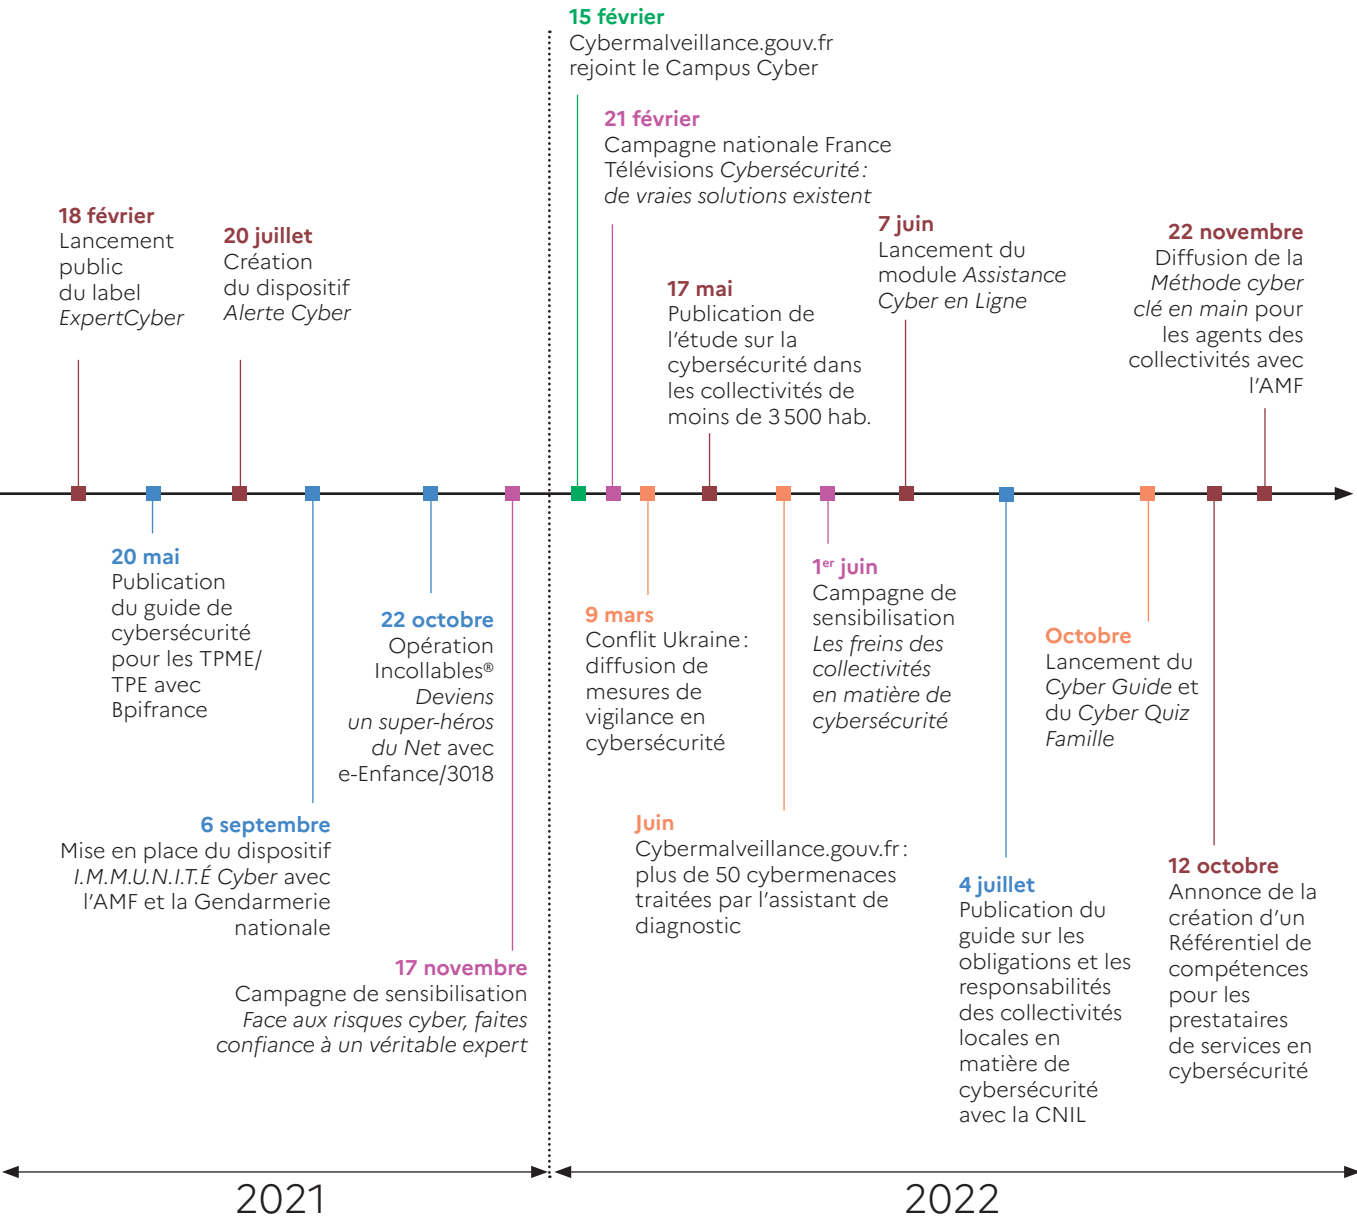 18 février
Lancement
public
du label
ExpertCyber
20 mai
Publication
du guide de
cybersécurité
pour les TPME/
TPE avec
Bpifrance
20 juillet
Création
du dispositif
Alerte Cyber
6 septembre
Mise en place du dispositif
I.M.M.U.N.I.T.É Cyber avec
l’AMF et la Gendarmerie
nationale
22 octobre
Opération
Incollables®
Deviens
un super-héros
du Net avec
e-Enfance/3018
17 novembre
Campagne de sensibilisation
Face aux risques cyber, faites
confiance à un véritable expert
15 février
Cybermalveillance.gouv.fr
rejoint le Campus Cyber
21 février
Campagne nationale France
Télévisions Cybersécurité :
de vraies solutions existent
9 mars
Conflit Ukraine :
diffusion de
mesures de
vigilance en
cybersécurité
17 mai
Publication de
l’étude sur la
cybersécurité dans
les collectivités de
moins de 3 500 hab.
Juin
Cybermalveillance.gouv.fr :
plus de 50 cybermenaces
traitées par l’assistant de
diagnostic
1er juin
Campagne de
sensibilisation
Les freins des
collectivités
en matière de
cybersécurité
7 juin
Lancement du
module Assistance
Cyber en Ligne
4 juillet
Publication du
guide sur les
obligations et les
responsabilités
des collectivités
locales en
matière de
cybersécurité
avec la CNIL
Octobre
Lancement du
Cyber Guide et
du Cyber Quiz
Famille
12 octobre
Annonce de la
création d’un
Référentiel de
compétences
pour les
prestataires
de services en
cybersécurité
22 novembre
Diffusion de la
Méthode cyber
clé en main pour
les agents des
collectivités avec
l’AMF
2021
2022